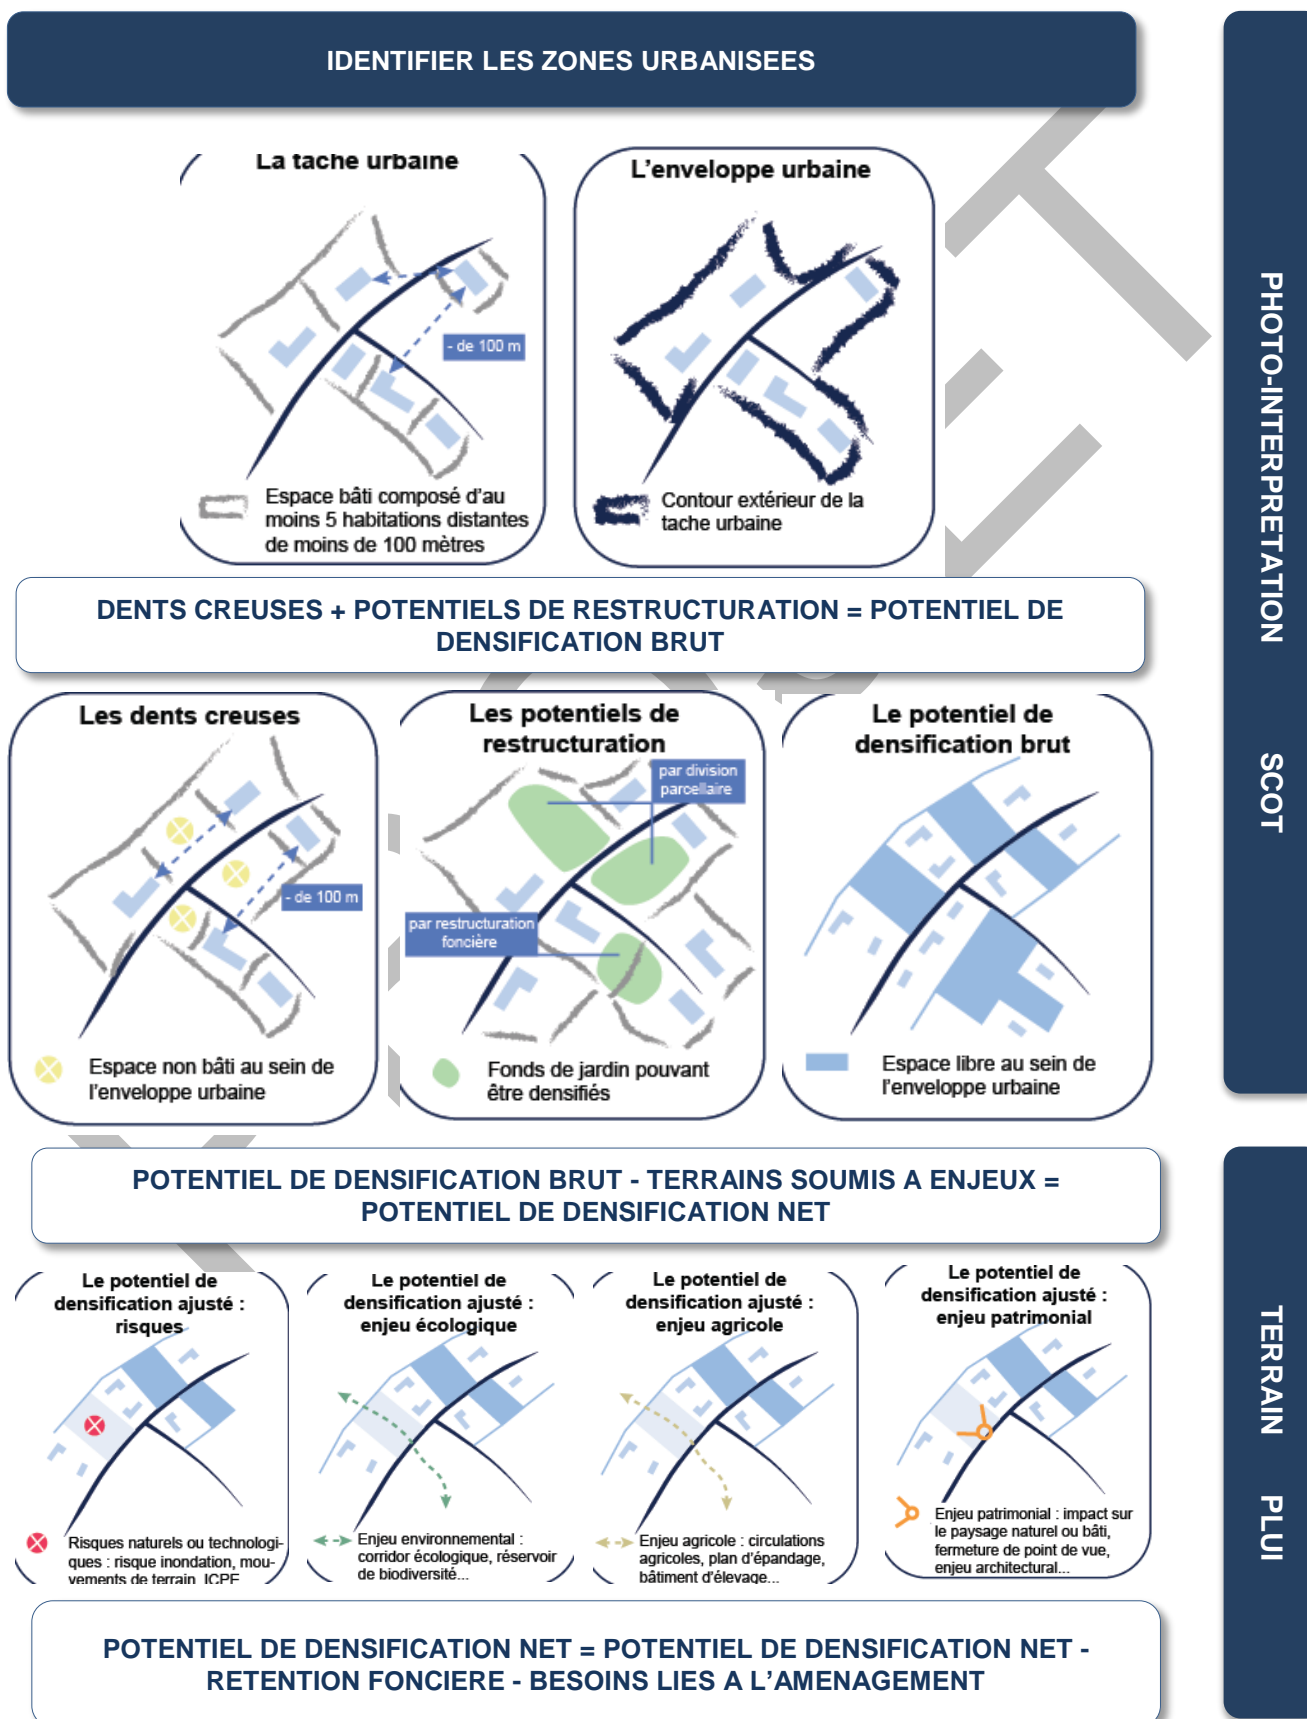 IDENTIFIER LES ZONES URBANISEES
La tache urbaine
- de 100 m
Espace bâti composé d'au
moins 5 habitations distantes
de moins de 100 mètres
L'enveloppe urbaine
Contour extérieur de la
tache urbaine
DENTS CREUSES + POTENTIELS DE RESTRUCTURATION = POTENTIEL DE
DENSIFICATION BRUT
Les dents creuses
- de 100 m
Espace non bâti au sein de
l'enveloppe urbaine
Les potentiels de
restructuration
par division
parcellaire
par restructuration
foncière
Fonds de jardin pouvant
être densifiés
Le potentiel de
densification brut
Espace libre au sein de
l'enveloppe urbaine
PHOTO-INTERPRETATION SCOT
POTENTIEL DE DENSIFICATION BRUT - TERRAINS SOUMIS A ENJEUX =
POTENTIEL DE DENSIFICATION NET
Le potentiel de
densification ajusté :
risques
Risques naturels ou technologi-
ques : risque inondation, mou-
vements de terrain, ICPE
Le potentiel de
densification ajusté :
enjeu écologique
Enjeu environnemental :
corridor écologique, réservoir
de biodiversité...
Le potentiel de
densification ajusté :
enjeu agricole
Enjeu agricole : circulations
agricoles, plan d'épandage,
bâtiment d'élevage...
Le potentiel de
densification ajusté :
enjeu patrimonial
Enjeu patrimonial : impact sur
le paysage naturel ou bâti,
fermeture de point de vue,
enjeu architectural...
TERRAIN PLUI
POTENTIEL DE DENSIFICATION NET = POTENTIEL DE DENSIFICATION NET -
RETENTION FONCIERE - BESOINS LIES A L'AMENAGEMENT